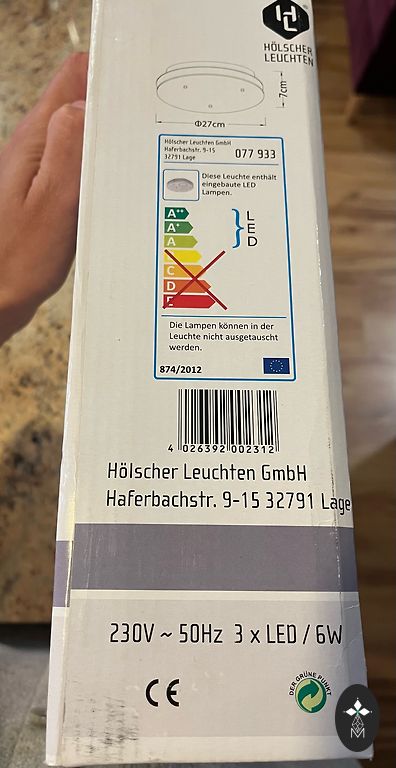 HL
HÖLSCHER
LEUCHTEN
7cm
Φ27cm
Hölscher Leuchten GmbH
Haferbachstr. 9-15
32791 Lage
077 933
Diese Leuchte enthält
eingebaute LED
Lampen.
A++
A+
A
C
D
E
L
E
D
Die Lampen können in der
Leuchte nicht ausgetauscht
werden.
874/2012
4 026392 002312
Hölscher Leuchten GmbH
Haferbachstr. 9-15 32791 Lage
230V ~ 50Hz 3 x LED / 6W
CE
DER GRÜNE PUNKT
M